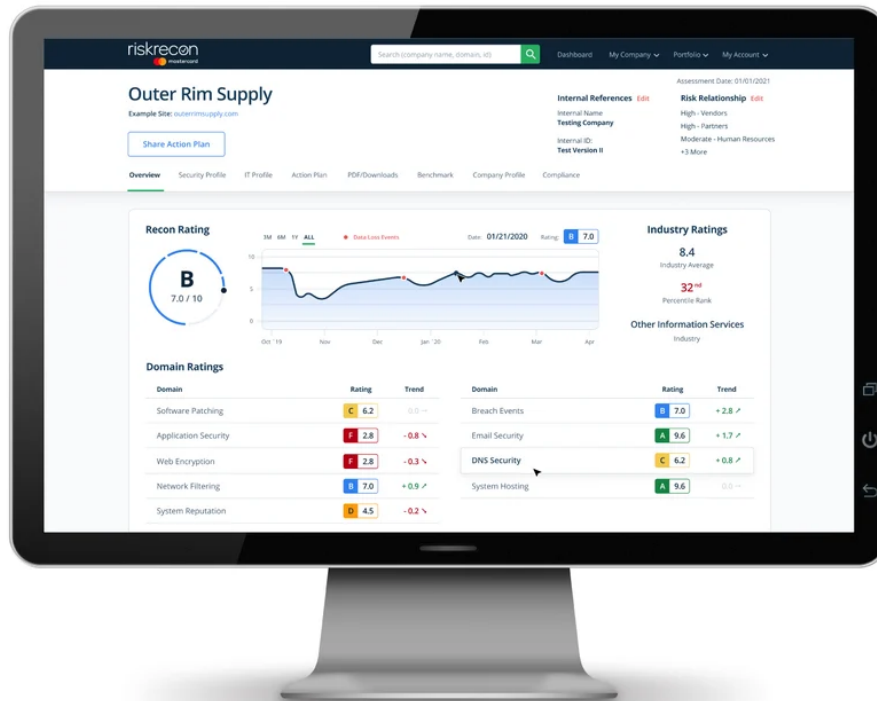 riskrecon
mastercard
Search (company name, domain, id)
Dashboard My Company Portfolio My Account
Assessment Date: 01/01/2021
Outer Rim Supply
Example Site: outerrimsupply.com
Share Action Plan
Internal References Edit
Internal Name
Testing Company
Internal ID:
Test Version II
Risk Relationship Edit
High - Vendors
High - Partners
Moderate - Human Resources
+3 More
Overview Security Profile IT Profile Action Plan PDF/Downloads Benchmark Company Profile Compliance
Recon Rating
B
7.0 / 10
3M 6M 1Y ALL Data Loss Events Date: 01/21/2020 Rating: B 7.0
10
5
0
Oct '19 Nov Dec Jan '20 Feb Mar Apr
Industry Ratings
8.4
Industry Average
32nd
Percentile Rank
Other Information Services
Industry
Domain Ratings
Domain Rating Trend
Software Patching C 6.2 0.0 →
Application Security F 2.8 - 0.8 ↘
Web Encryption F 2.8 - 0.3 ↘
Network Filtering B 7.0 + 0.9 ↗
System Reputation D 4.5 - 0.2 ↘
Domain Rating Trend
Breach Events B 7.0 + 2.8 ↗
Email Security A 9.6 + 1.7 ↗
DNS Security C 6.2 + 0.8 ↗
System Hosting A 9.6 0.0 →